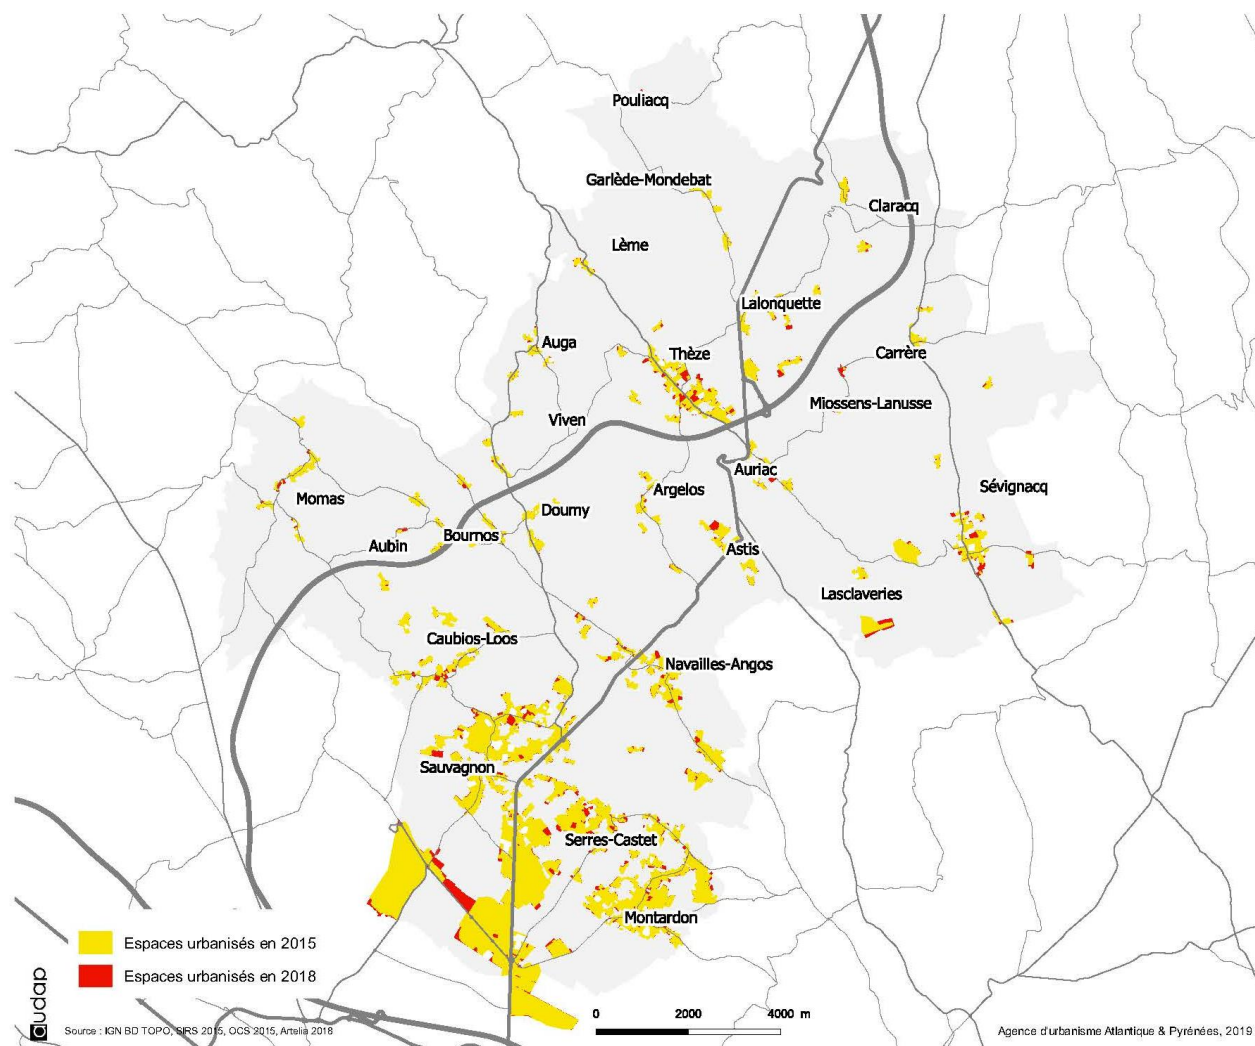 Pouliacq
Garlède-Mondebat
Claracq
Lème
Lalonquette
Auga
Thèze
Carrère
Miossens-Lanusse
Viven
Auriac
Sévignacq
Momas
Argelos
Doumy
Bournos
Aubin
Astis
Lasclaveries
Caubios-Loos
Navailles-Angos
Sauvagnon
Serres-Castet
Montardon
Espaces urbanisés en 2015
Espaces urbanisés en 2018
audap
0 2000 4000 m
Source : IGN BD TOPO, SIRS 2015, OCS 2015, Artelia 2018
Agence d'urbanisme Atlantique & Pyrénées, 2019